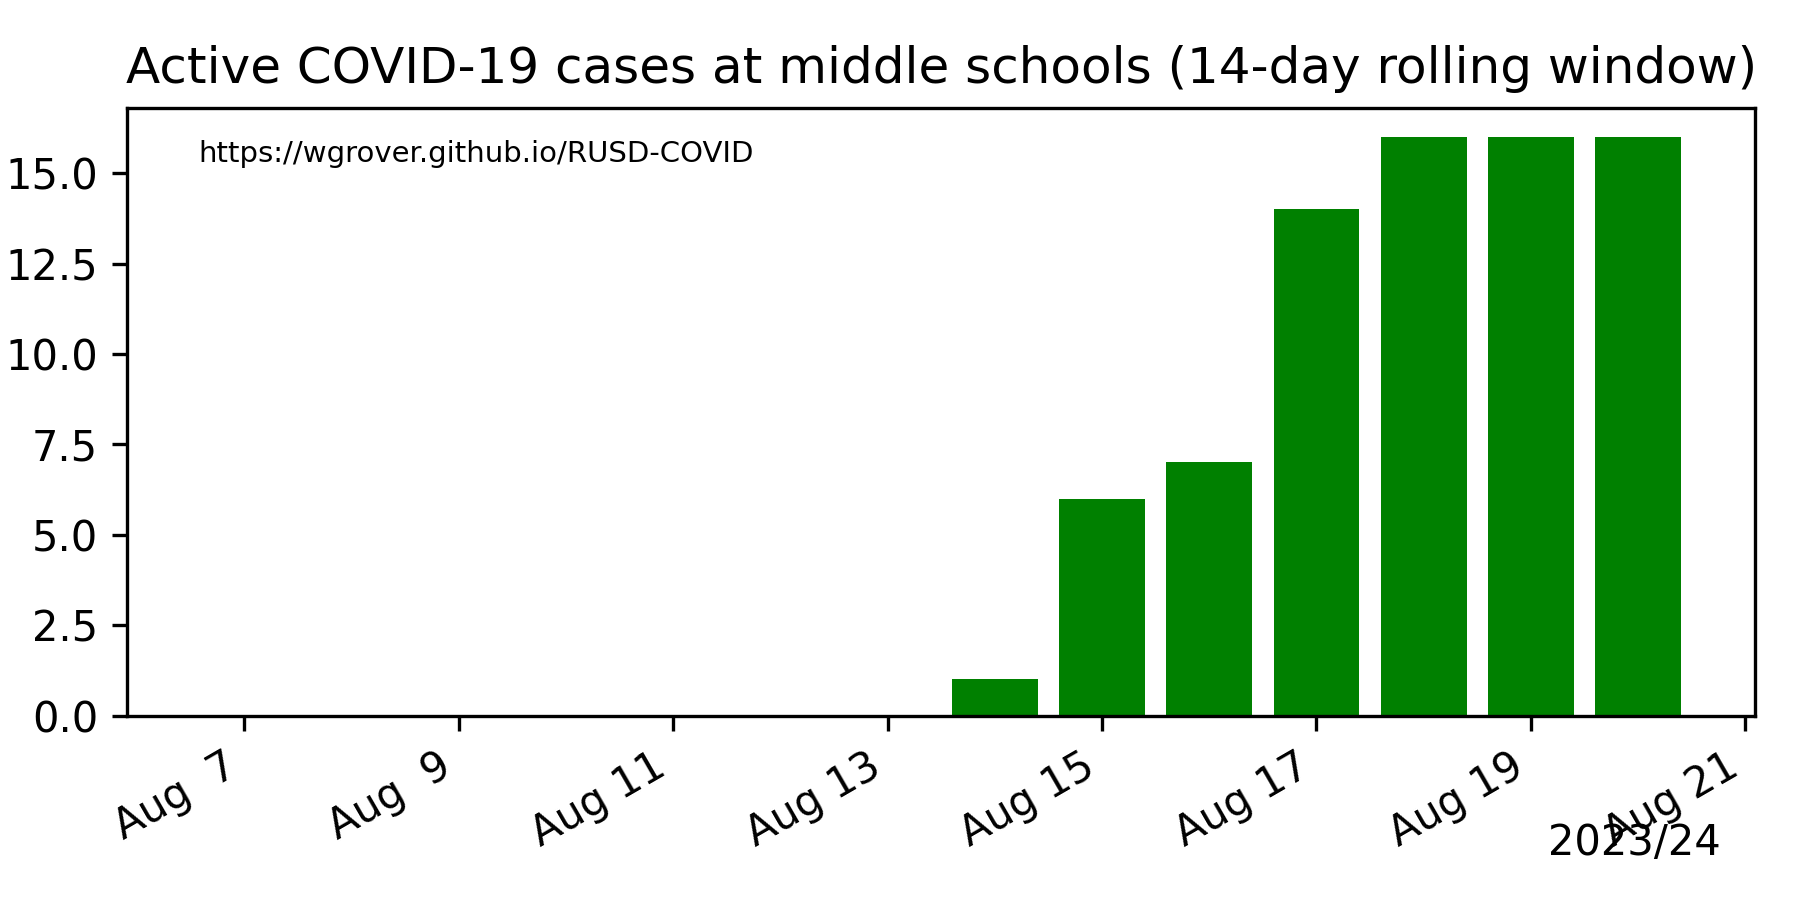 Active COVID-19 cases at middle schools (14-day rolling window)
https://wgrover.github.io/RUSD-COVID
15.0
12.5
10.0
7.5
5.0
2.5
0.0
Aug 7
Aug 9
Aug 11
Aug 13
Aug 15
Aug 17
Aug 19
Aug 21
2023/24